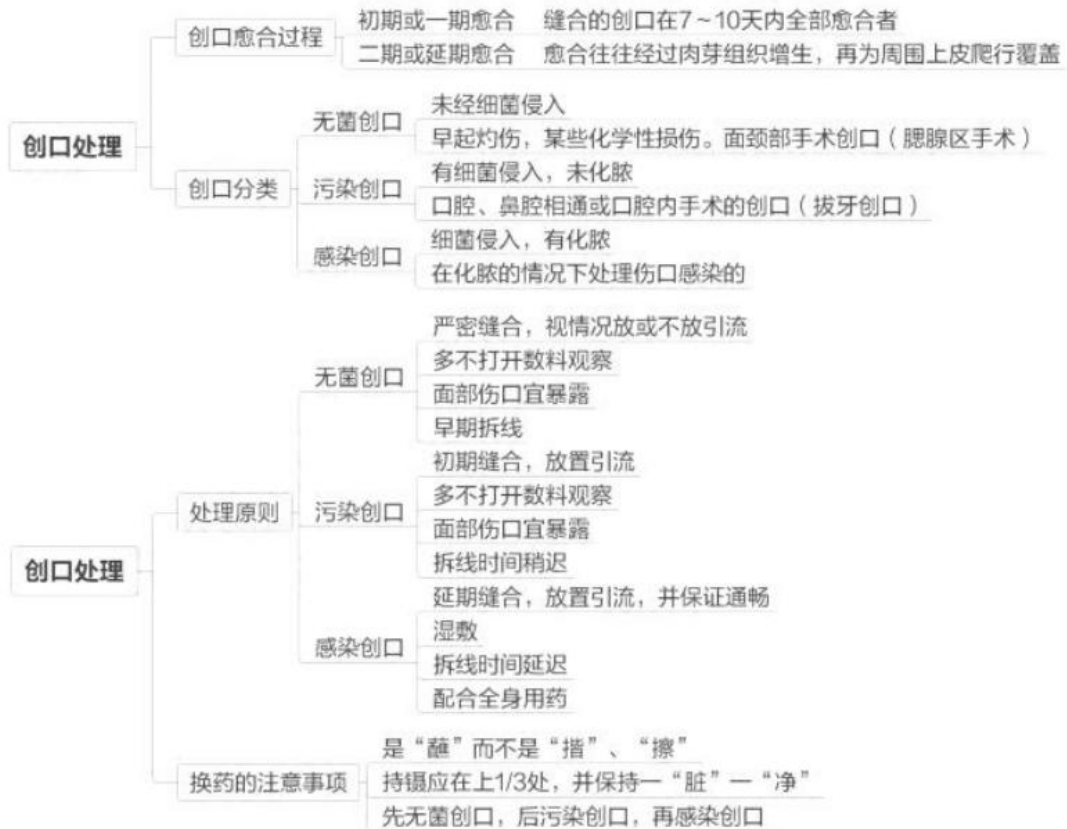 创口处理
创口愈合过程
初期或一期愈合 缝合的创口在7~10天内全部愈合者
二期或延期愈合 愈合往往经过肉芽组织增生，再为周围上皮爬行覆盖
创口分类
无菌创口
未经细菌侵入
早起灼伤，某些化学性损伤。面颈部手术创口（腮腺区手术）
污染创口
有细菌侵入，未化脓
口腔、鼻腔相通或口腔内手术的创口（拔牙创口）
感染创口
细菌侵入，有化脓
在化脓的情况下处理伤口感染的
创口处理
处理原则
无菌创口
严密缝合，视情况放或不放引流
多不打开数料观察
面部伤口宜暴露
早期拆线
污染创口
初期缝合，放置引流
多不打开数料观察
面部伤口宜暴露
拆线时间稍迟
感染创口
延期缝合，放置引流，并保证通畅
湿敷
拆线时间延迟
配合全身用药
换药的注意事项
是“蘸”而不是“揩”、“擦”
持镊应在上1/3处，并保持一“脏”一“净”
先无菌创口，后污染创口，再感染创口